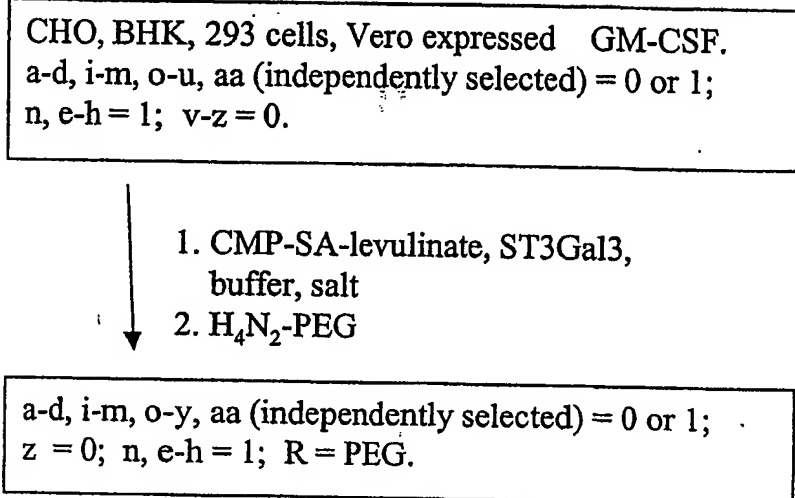 CHO, BHK, 293 cells, Vero expressed GM-CSF.
a-d, i-m, o-u, aa (independently selected) = 0 or 1;
n, e-h = 1; v-z = 0.
1. CMP-SA-levulinate, ST3Gal3,
buffer, salt
2. H₄N₂-PEG
a-d, i-m, o-y, aa (independently selected) = 0 or 1;
z = 0; n, e-h = 1; R = PEG.